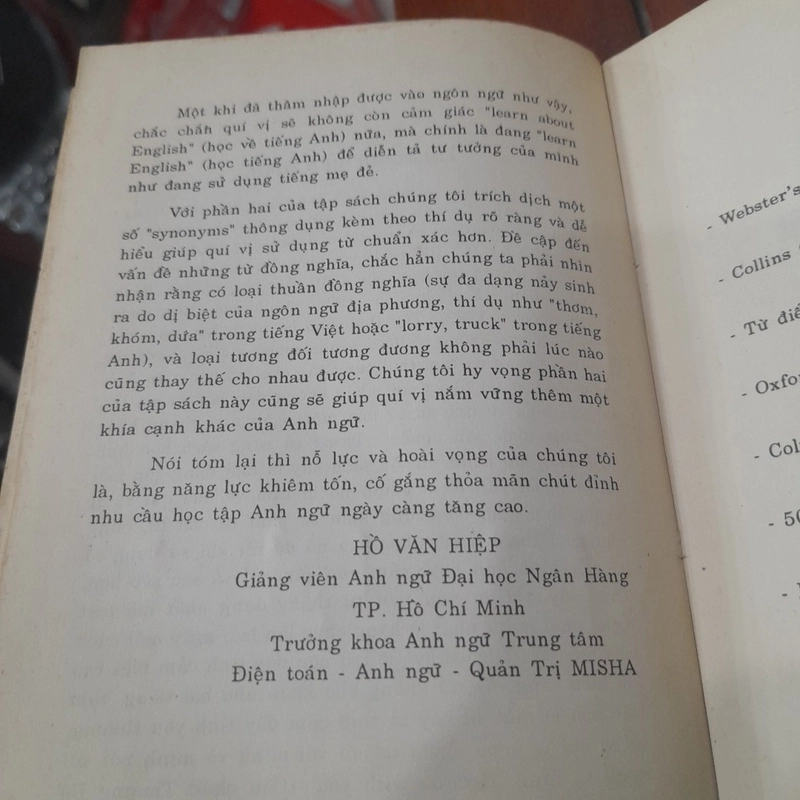 Một khi đã thâm nhập được vào ngôn ngữ như vậy,
chắc chắn quí vị sẽ không còn cảm giác "learn about
English" (học về tiếng Anh) nữa, mà chính là đang "learn
English" (học tiếng Anh) để diễn tả tư tưởng của mình
như đang sử dụng tiếng mẹ đẻ.
Với phần hai của tập sách chúng tôi trích dịch một
số "synonyms" thông dụng kèm theo thí dụ rõ ràng và dễ
hiểu giúp quí vị sử dụng từ chuẩn xác hơn. Đề cập đến
vấn đề những từ đồng nghĩa, chắc hẳn chúng ta phải nhìn
nhận rằng có loại thuần đồng nghĩa (sự đa dạng nảy sinh
ra do dị biệt của ngôn ngữ địa phương, thí dụ như "thơm,
khóm, dứa" trong tiếng Việt hoặc "lorry, truck" trong tiếng
Anh), và loại tương đối tương đương không phải lúc nào
cũng thay thế cho nhau được. Chúng tôi hy vọng phần hai
của tập sách này cũng sẽ giúp quí vị nắm vững thêm một
khía cạnh khác của Anh ngữ.
Nói tóm lại thì nỗ lực và hoài vọng của chúng tôi
là, bằng năng lực khiêm tốn, cố gắng thỏa mãn chút đỉnh
nhu cầu học tập Anh ngữ ngày càng tăng cao.
HỒ VĂN HIỆP
Giảng viên Anh ngữ Đại học Ngân Hàng
TP. Hồ Chí Minh
Trưởng khoa Anh ngữ Trung tâm
Điện toán - Anh ngữ - Quản Trị MISHA
- Webster's
- Collins
- Từ
- 50